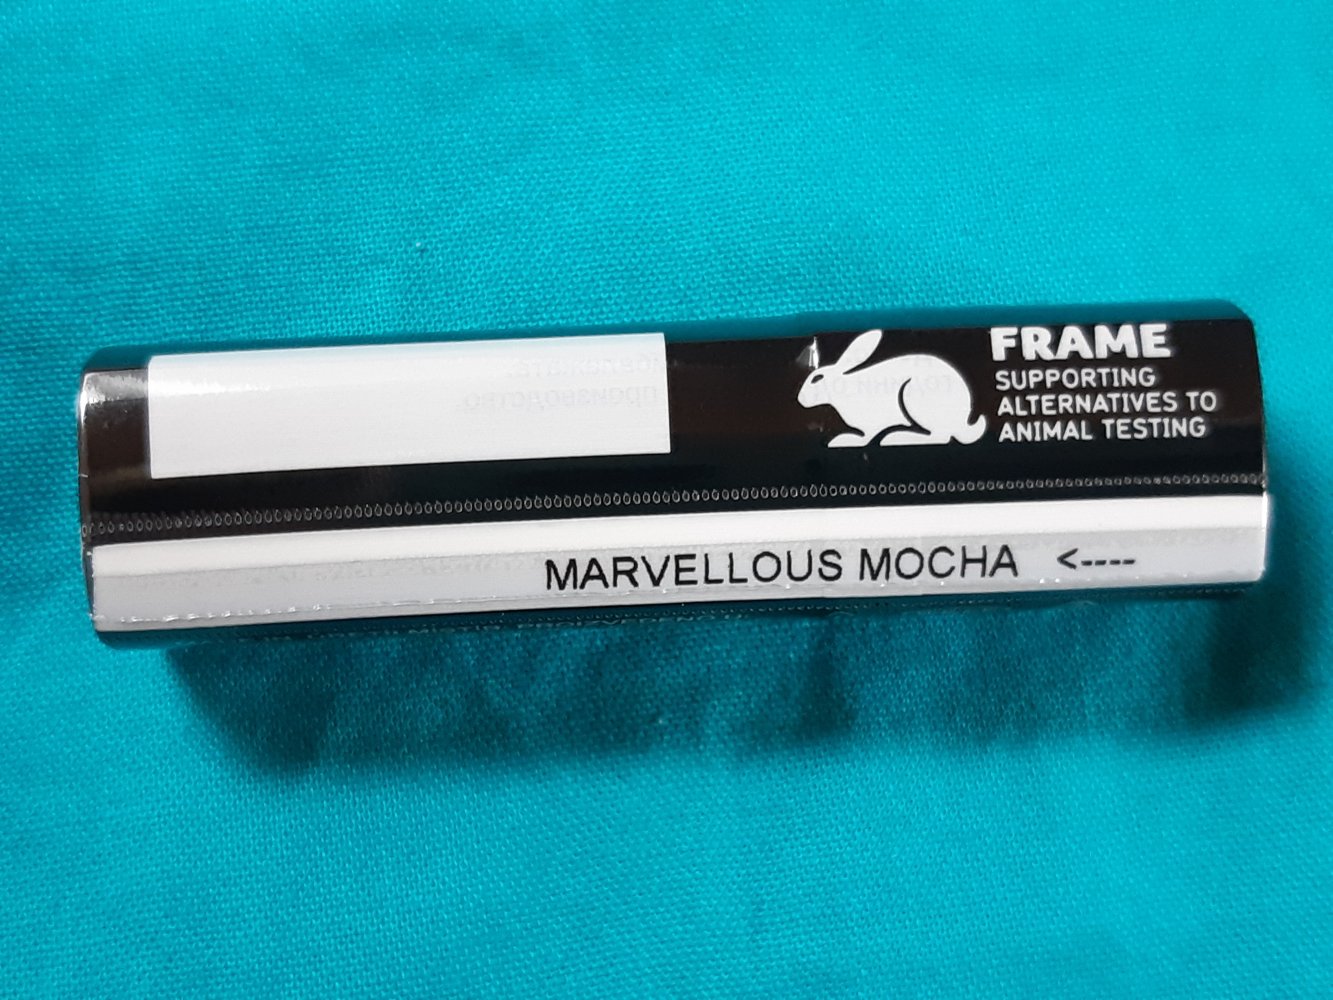 FRAME
SUPPORTING
ALTERNATIVES TO
ANIMAL TESTING
MARVELLOUS MOCHA <----